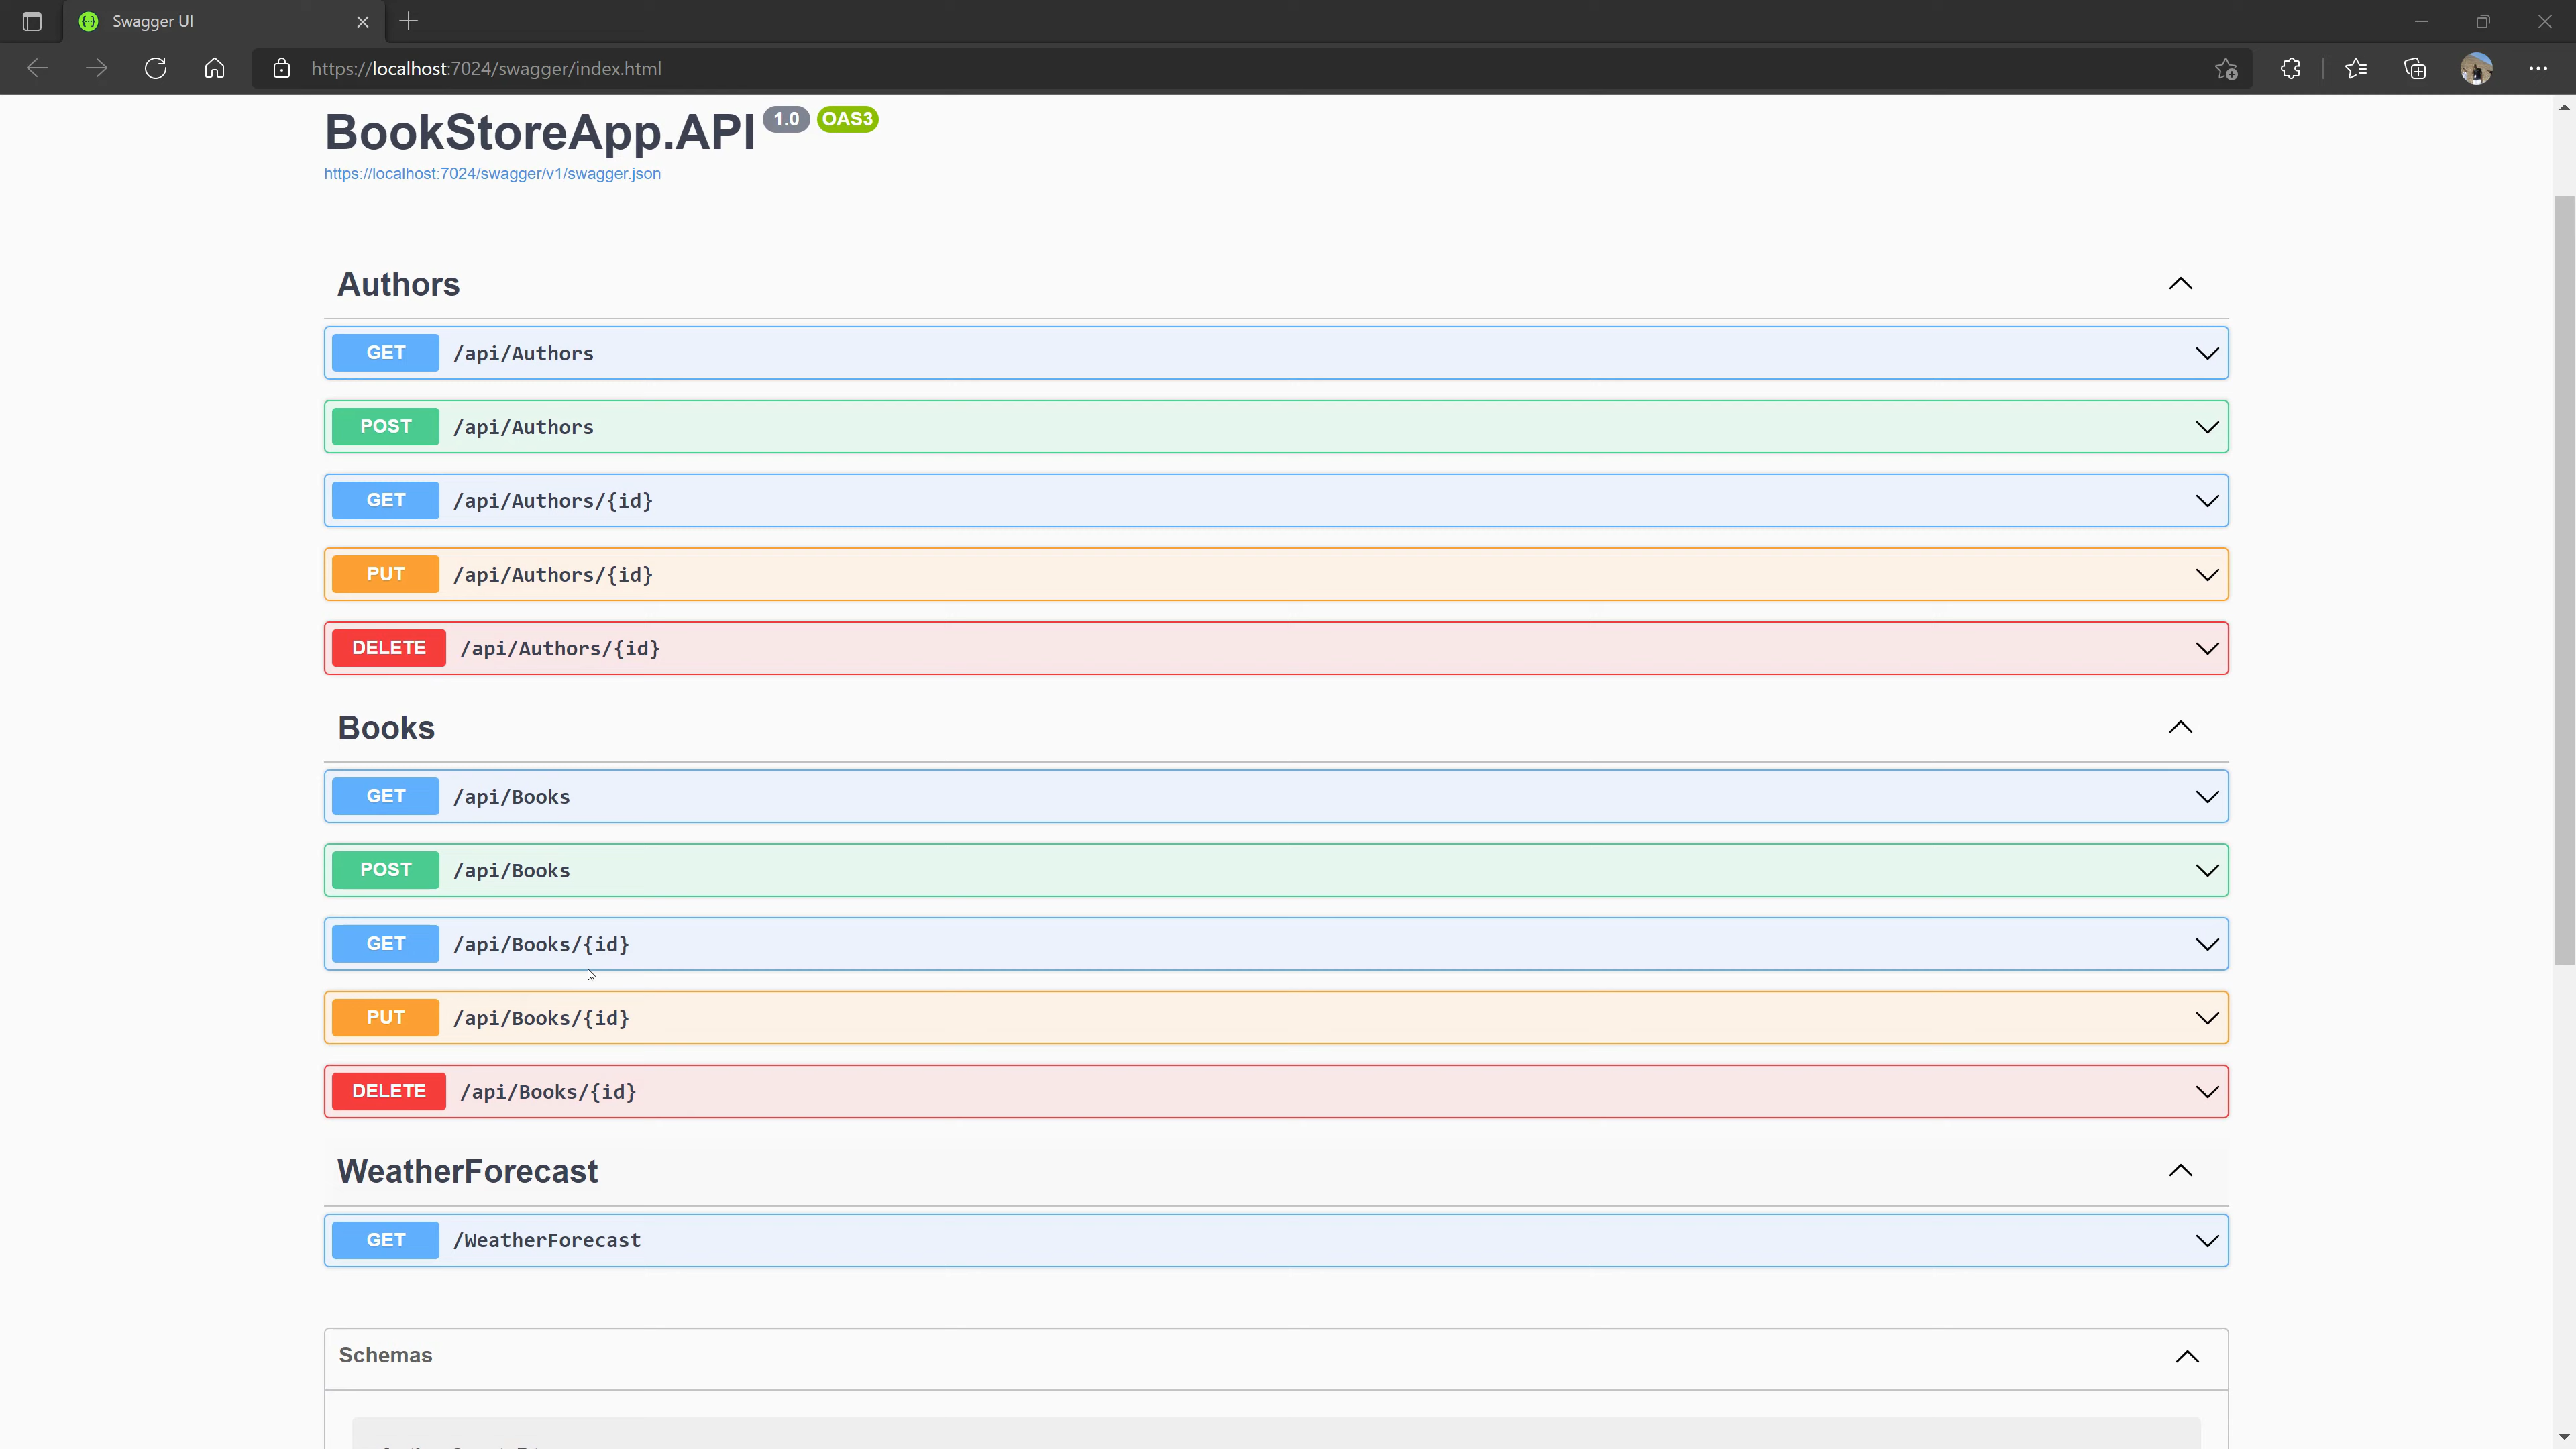 Swagger UI
https://localhost:7024/swagger/index.html
BookStoreApp.API 1.0 OAS3
https://localhost:7024/swagger/v1/swagger.json
Authors
GET /api/Authors
POST /api/Authors
GET /api/Authors/{id}
PUT /api/Authors/{id}
DELETE /api/Authors/{id}
Books
GET /api/Books
POST /api/Books
GET /api/Books/{id}
PUT /api/Books/{id}
DELETE /api/Books/{id}
WeatherForecast
GET /WeatherForecast
Schemas